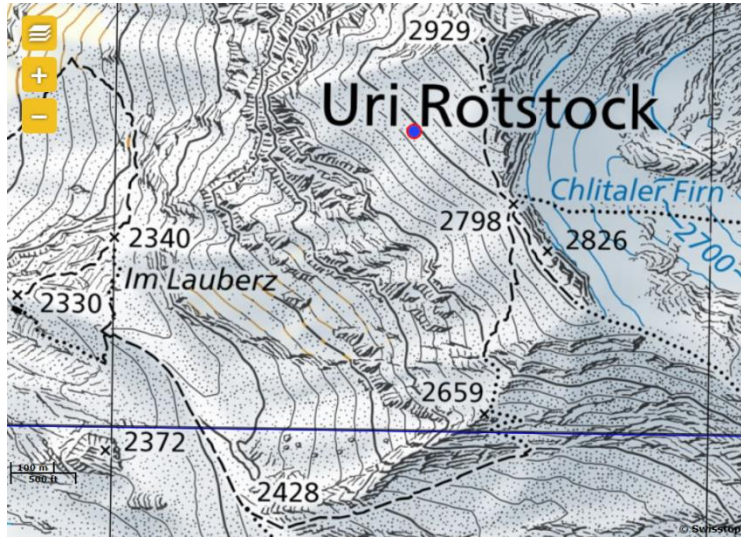 2929
Uri Rotstock
Chlitaler Firn
2798
2826
2700
2340
Im Lauberz
2330
2659
2372
2428
100 m
500 ft
© Swisstop